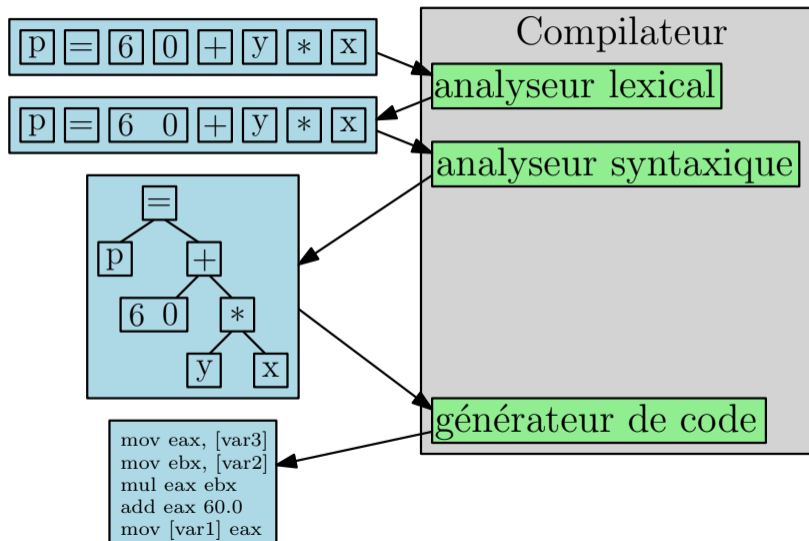 p = 6 0 + y * x
Compilateur
analyseur lexical
p = 6 0 + y * x
analyseur syntaxique
=
p +
6 0 *
y x
générateur de code
mov eax, [var3]
mov ebx, [var2]
mul eax ebx
add eax 60.0
mov [var1] eax